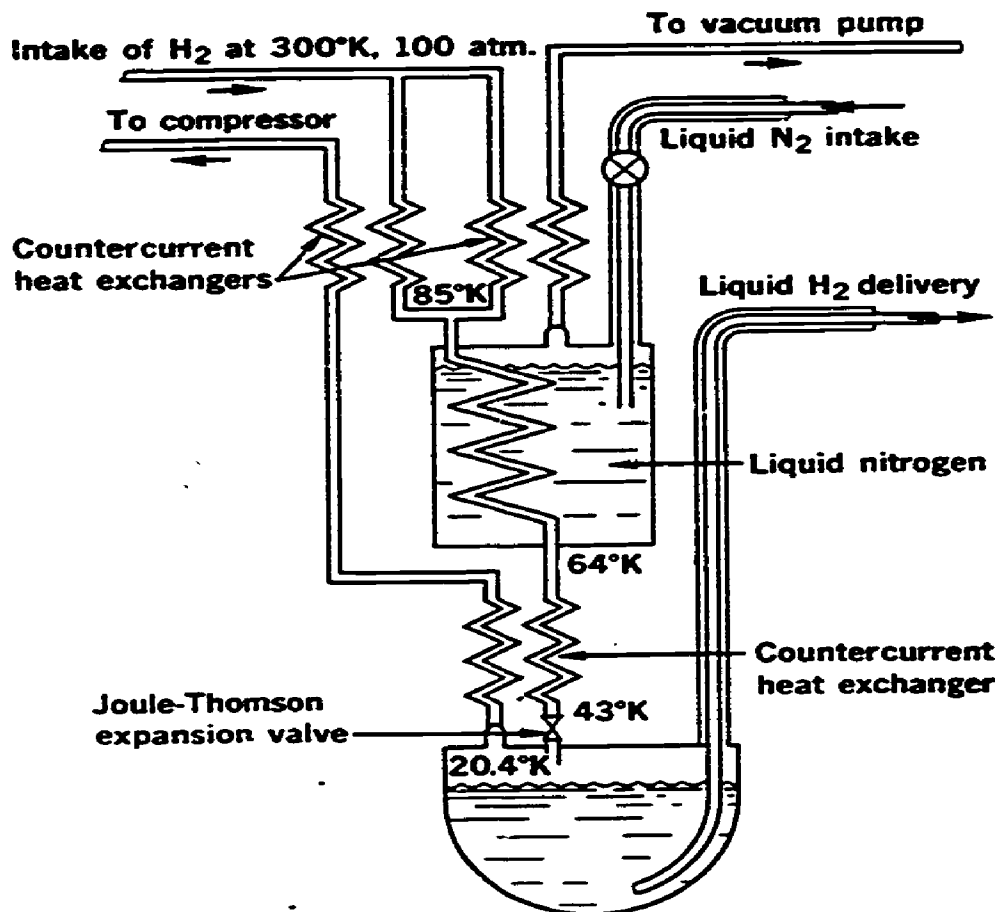 To vacuum pump
Intake of H2 at 300°K, 100 atm.
To compressor
Liquid N2 intake
Countercurrent
heat exchangers
85°K
Liquid H2 delivery
Liquid nitrogen
64°K
Countercurrent
heat exchanger
Joule-Thomson
expansion valve
43°K
20.4°K